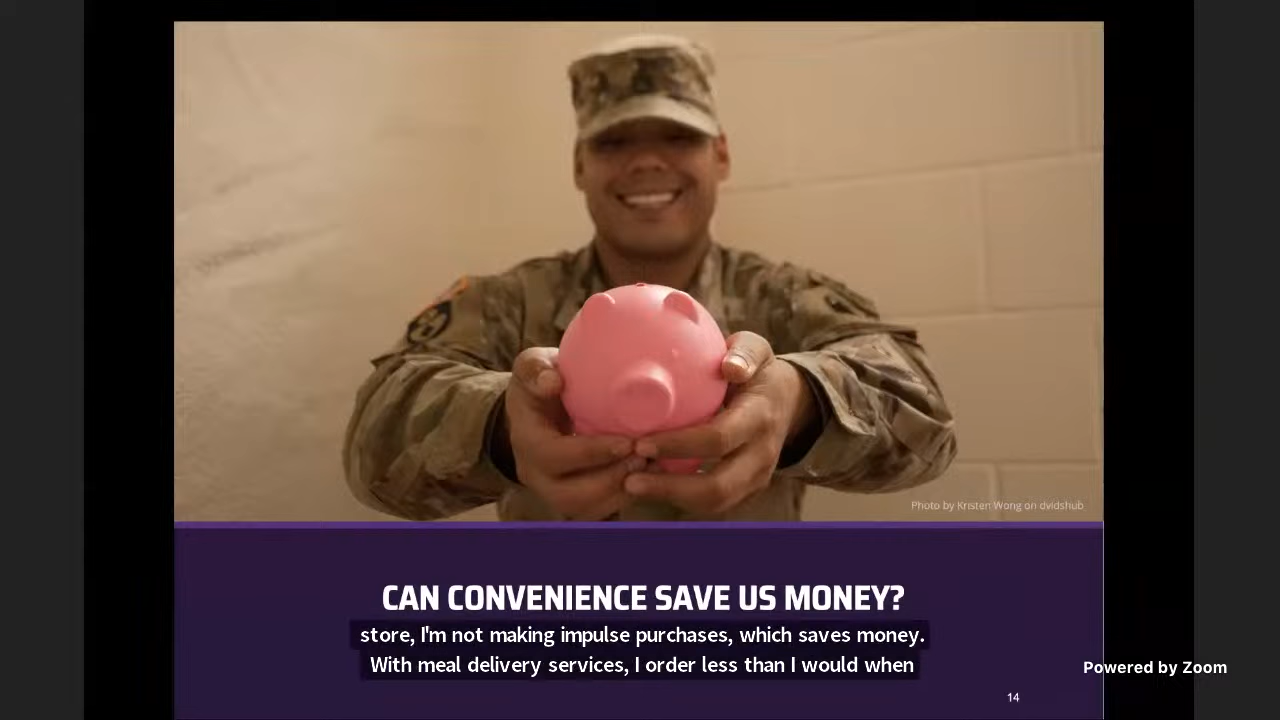 Photo by Kristen Wong on dvidshub
CAN CONVENIENCE SAVE US MONEY?
store, I'm not making impulse purchases, which saves money.
With meal delivery services, I order less than I would when
Powered by Zoom
14